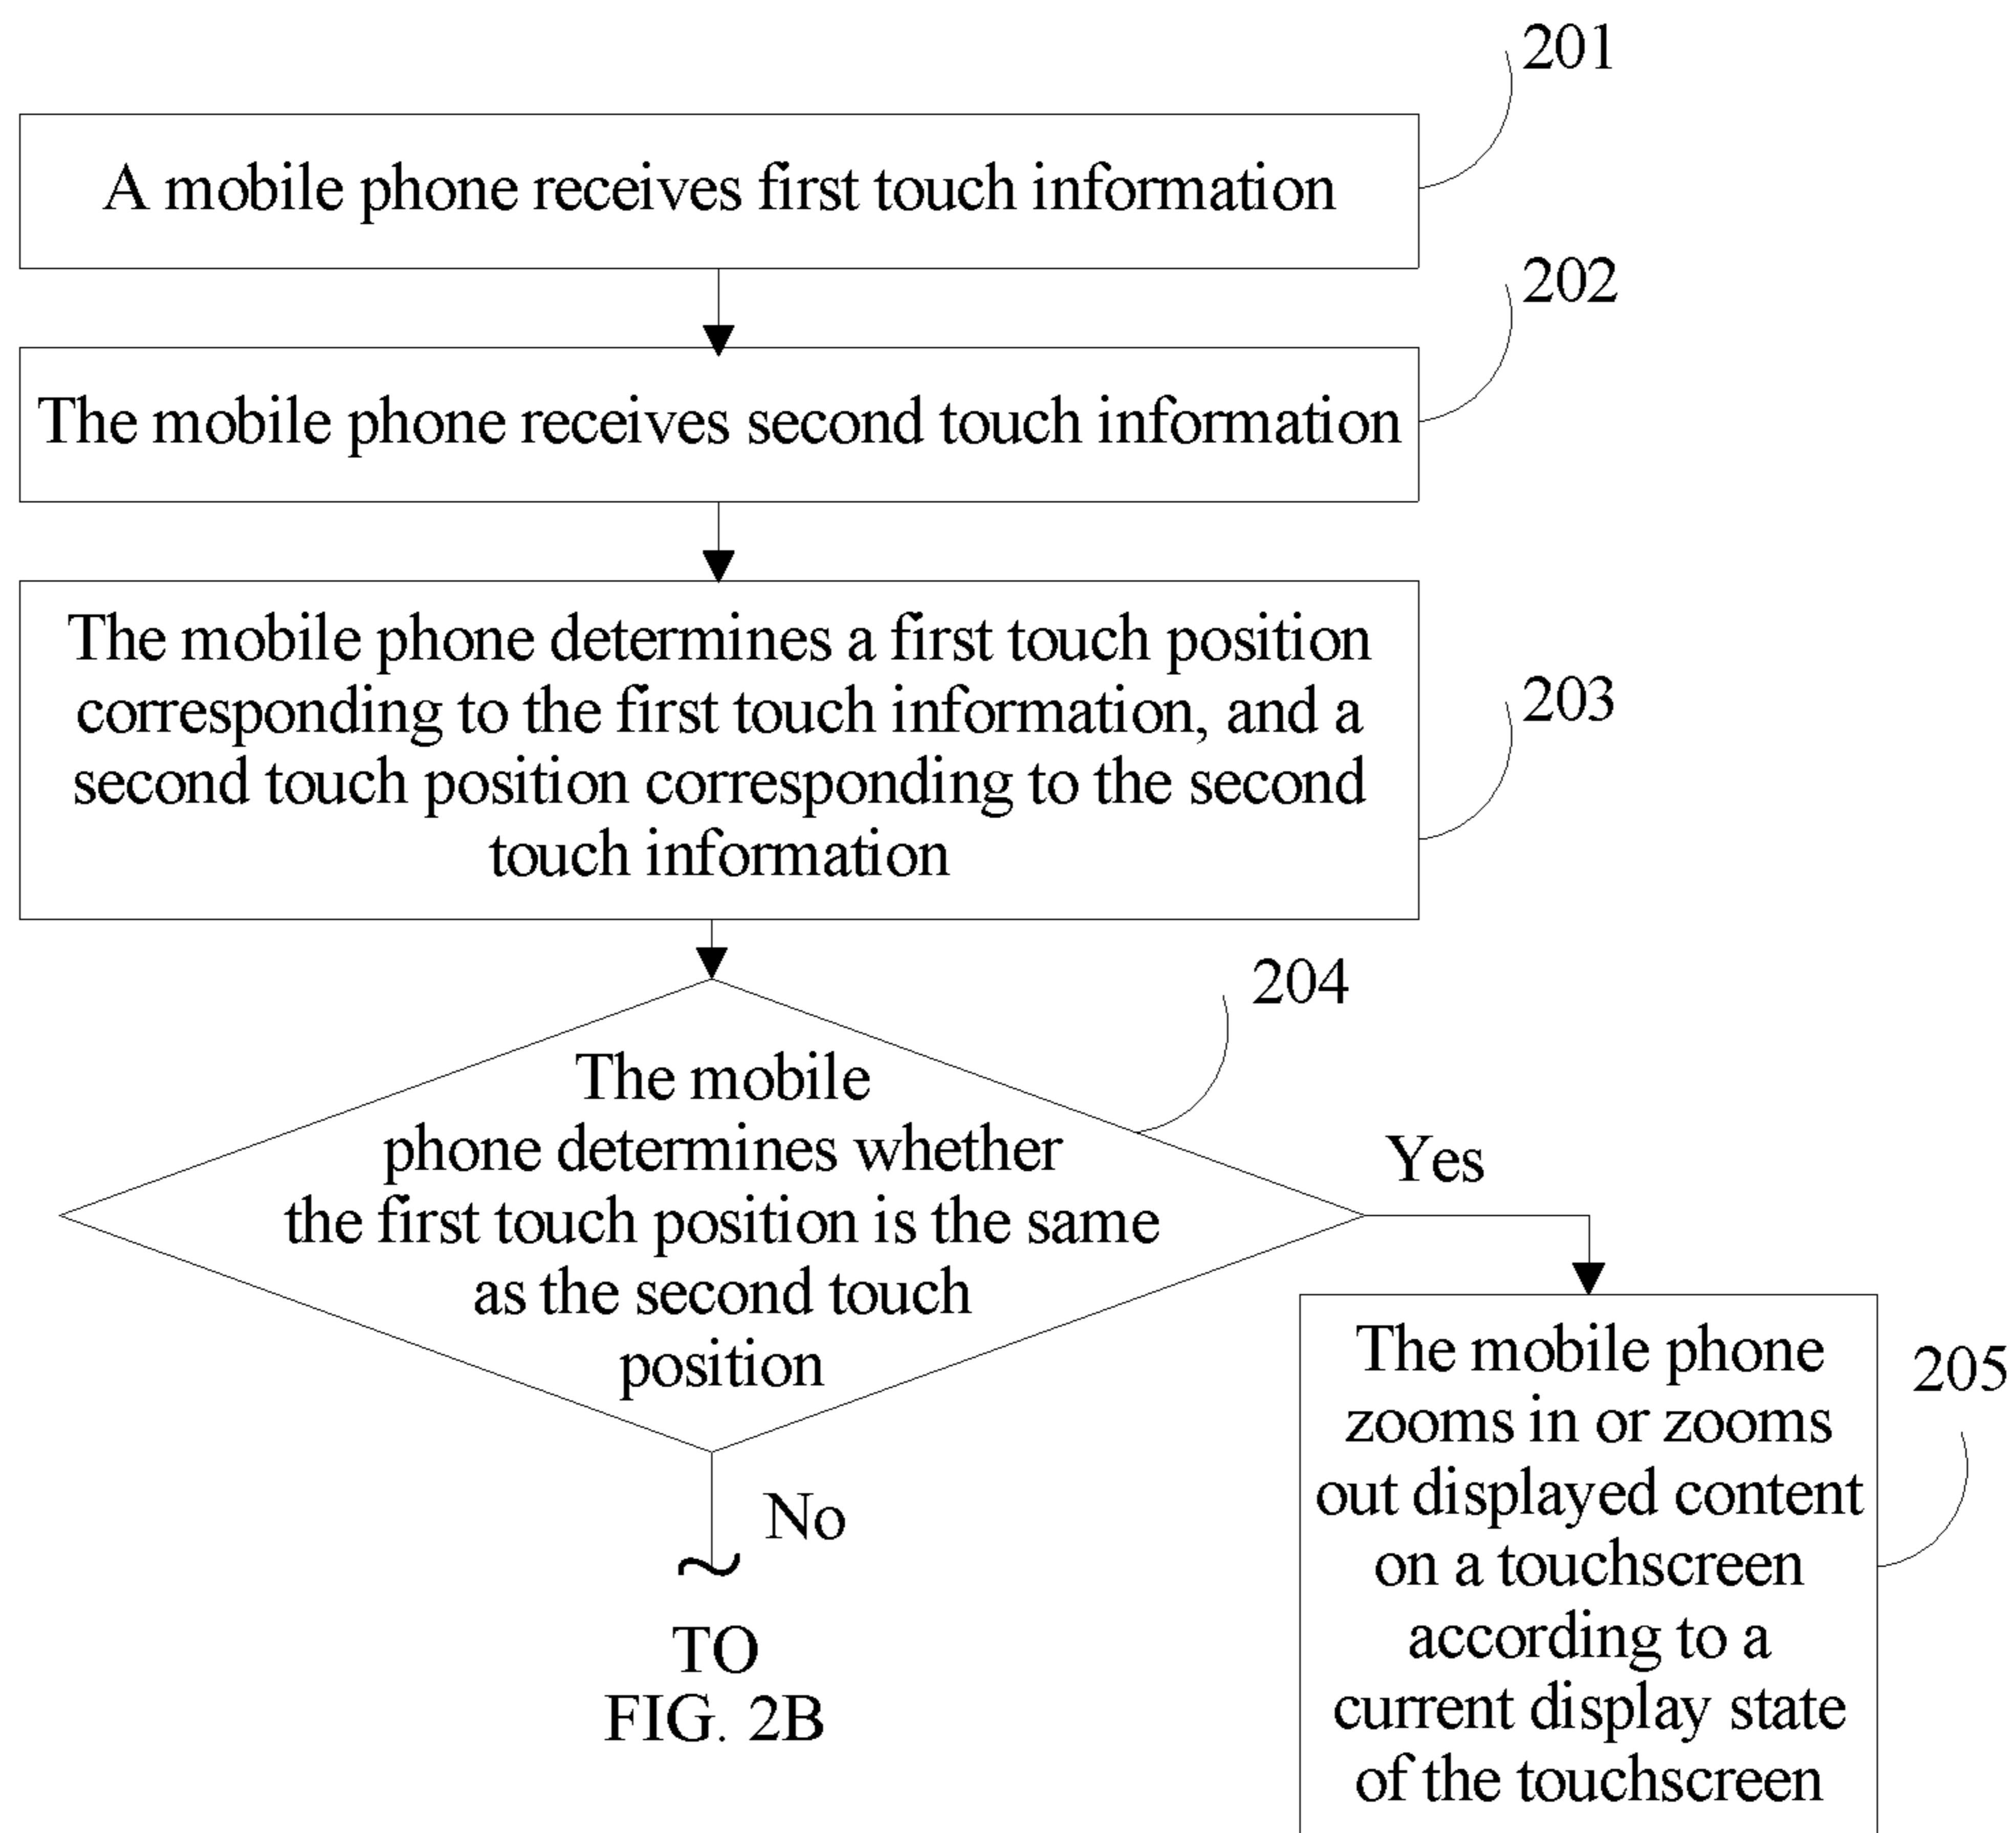 201
A mobile phone receives first touch information
202
The mobile phone receives second touch information
The mobile phone determines a first touch position
corresponding to the first touch information, and a
second touch position corresponding to the second
touch information
203
204
The mobile
phone determines whether
the first touch position is the same
as the second touch
position
Yes
No
TO
FIG. 2B
The mobile phone
zooms in or zooms
out displayed content
on a touchscreen
according to a
current display state
of the touchscreen
205